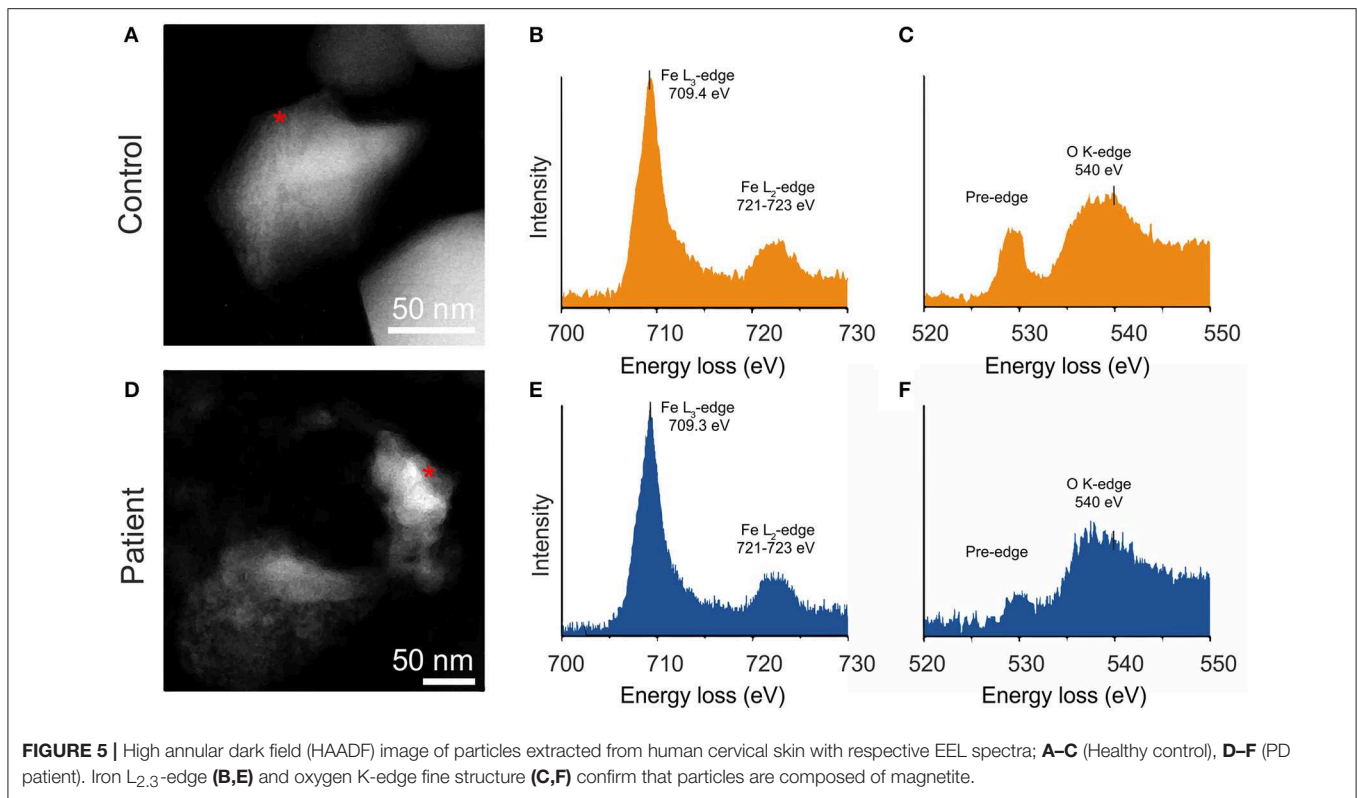 A
B
C
Control
*
50 nm
Intensity
Fe L₃-edge
709.4 eV
Fe L₂-edge
721-723 eV
700 710 720 730
Energy loss (eV)
Pre-edge
O K-edge
540 eV
520 530 540 550
Energy loss (eV)
D
E
F
Patient
*
50 nm
Intensity
Fe L₃-edge
709.3 eV
Fe L₂-edge
721-723 eV
700 710 720 730
Energy loss (eV)
Pre-edge
O K-edge
540 eV
520 530 540 550
Energy loss (eV)
FIGURE 5 | High annular dark field (HAADF) image of particles extracted from human cervical skin with respective EEL spectra; A–C (Healthy control), D–F (PD
patient). Iron L₂.₃-edge (B,E) and oxygen K-edge fine structure (C,F) confirm that particles are composed of magnetite.